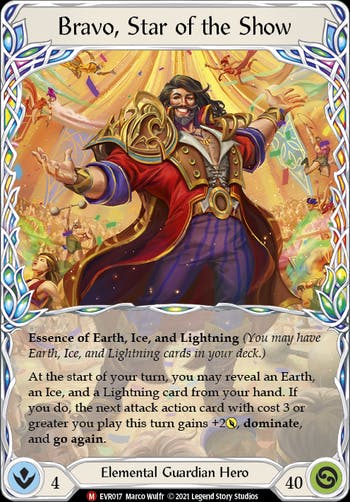 Bravo, Star of the Show
Essence of Earth, Ice, and Lightning (You may have
Earth, Ice, and Lightning cards in your deck.)
At the start of your turn, you may reveal an Earth,
an Ice, and a Lightning card from your hand. If
you do, the next attack action card with cost 3 or
greater you play this turn gains +2, dominate,
and go again.
4
Elemental Guardian Hero
40
M EVR017 Marco Wulfr © 2021 Legend Story Studios